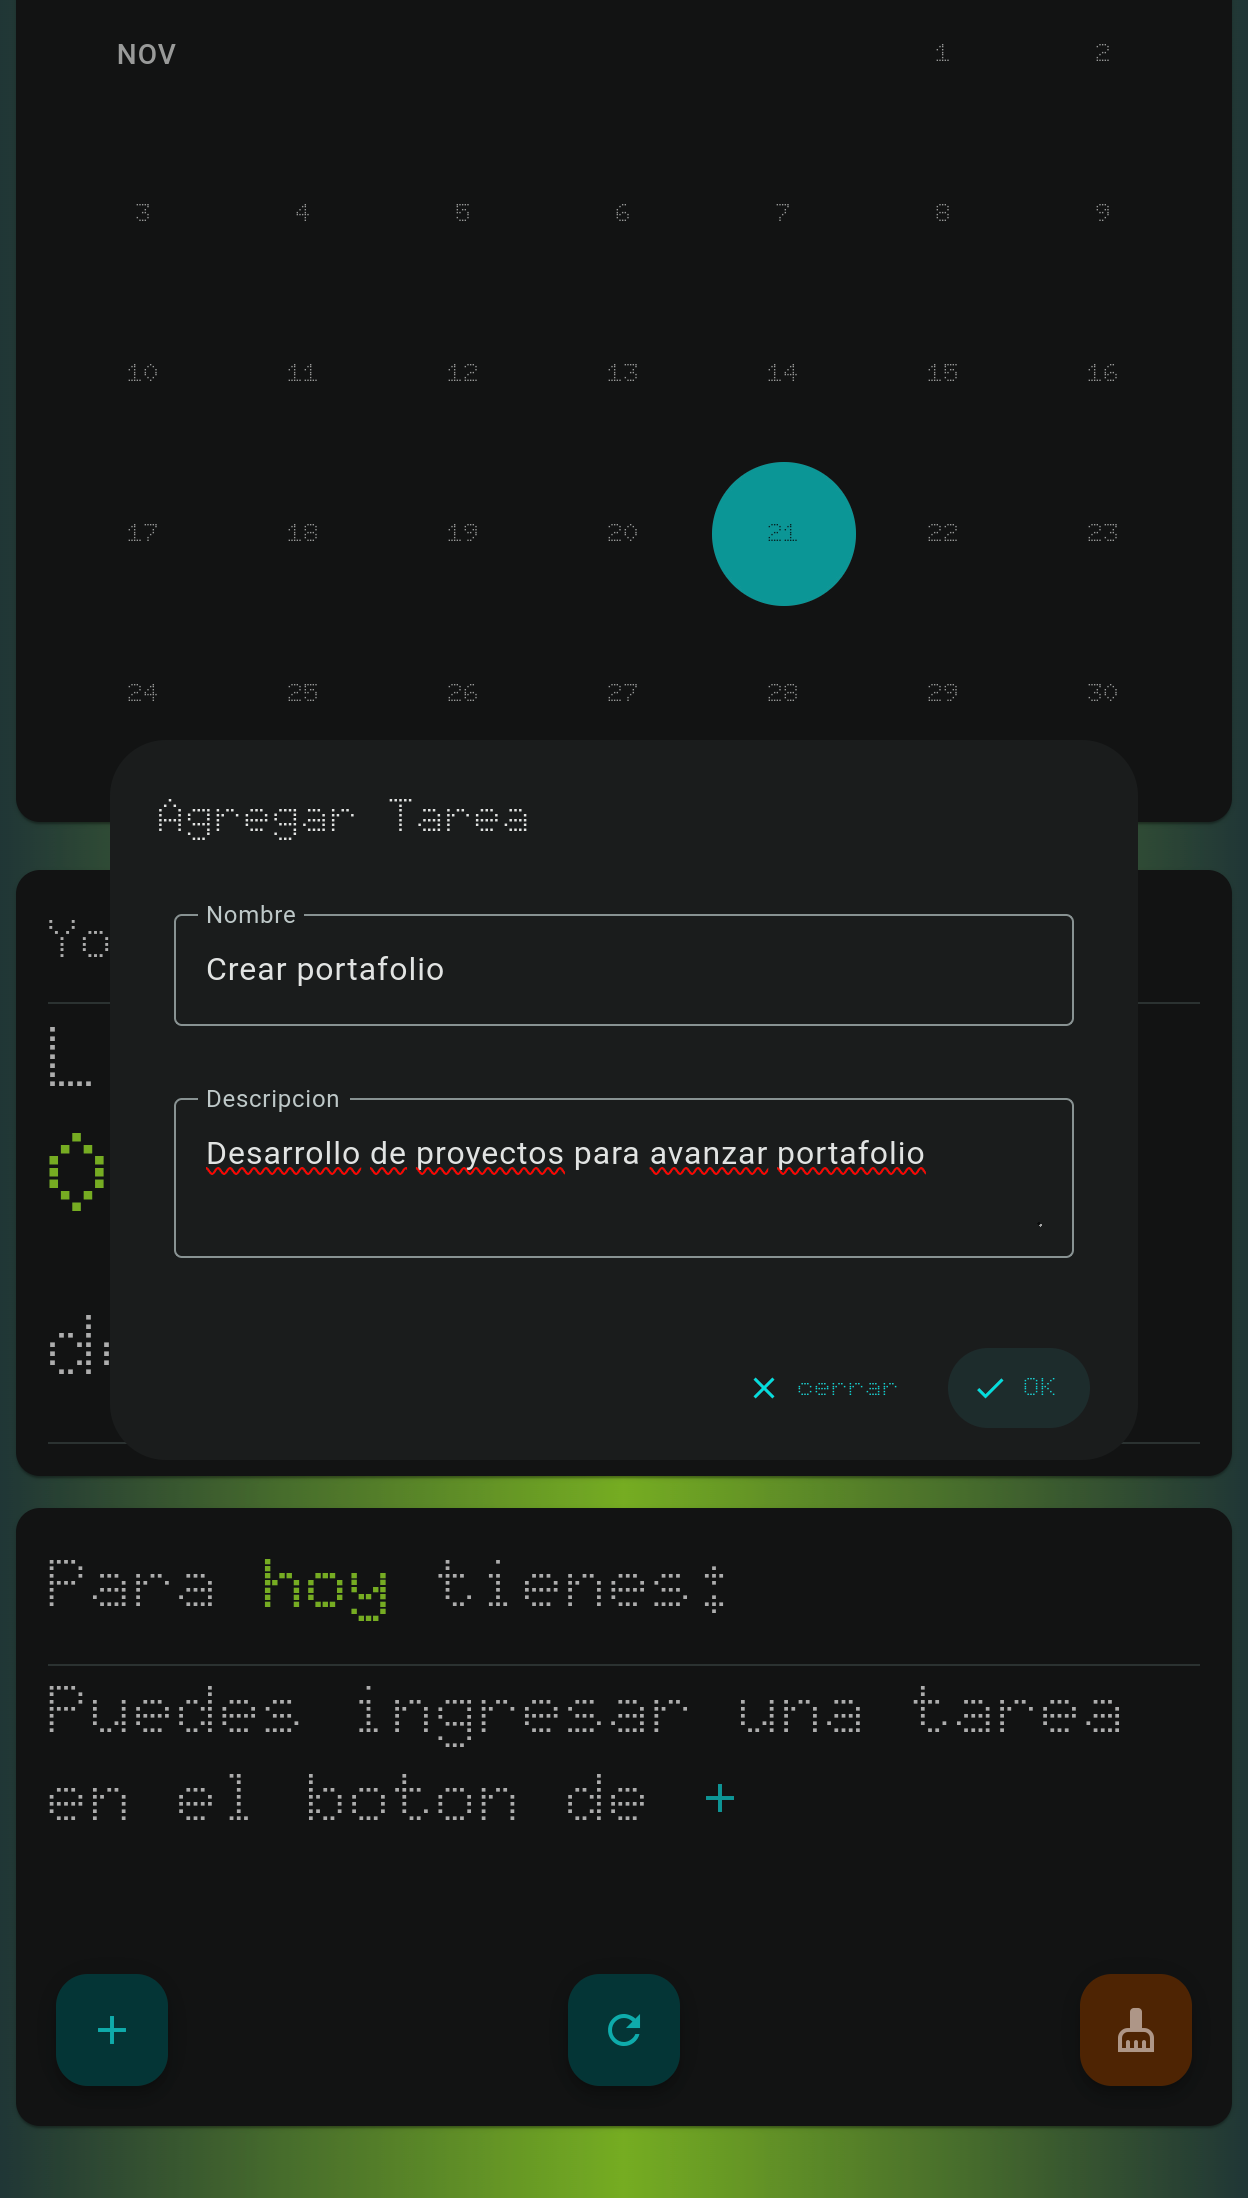 NOV 1 2
3 4 5 6 7 8 9
10 11 12 13 14 15 16
17 18 19 20 21 22 23
24 25 26 27 28 29 30
Agregar Tarea
Nombre
Crear portafolio
Descripcion
Desarrollo de proyectos para avanzar portafolio
cerrar OK
Yo
L
0
d
Para hoy tienes:
Puedes ingresar una tarea
en el boton de +